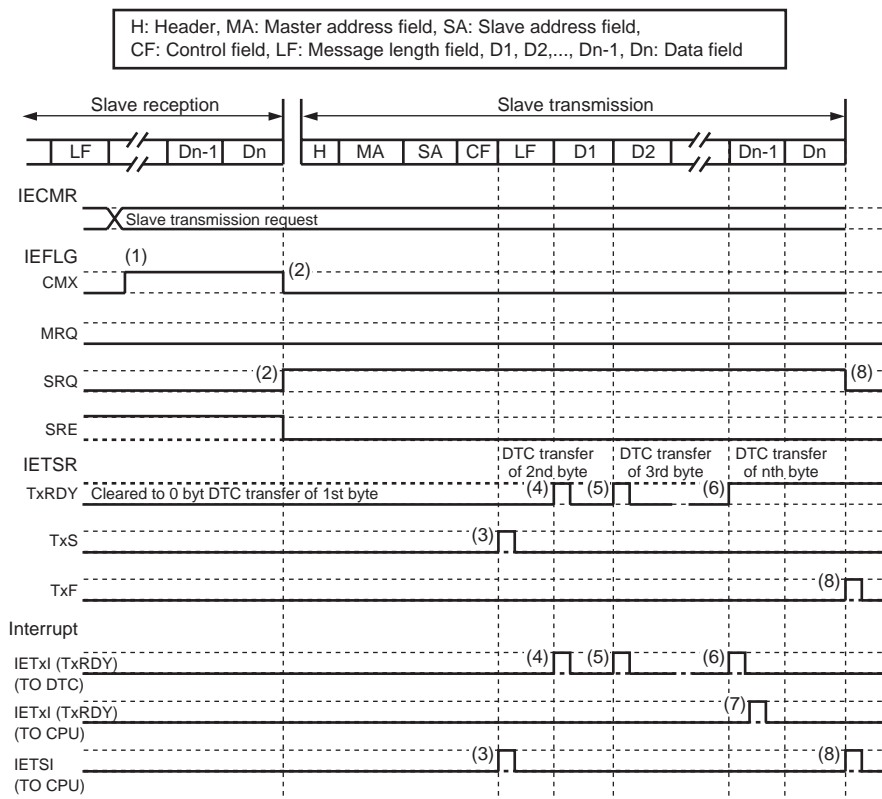 H: Header, MA: Master address field, SA: Slave address field,
CF: Control field, LF: Message length field, D1, D2,..., Dn-1, Dn: Data field
Slave reception
Slave transmission
LF Dn-1 Dn H MA SA CF LF D1 D2 Dn-1 Dn
IECMR
Slave transmission request
IEFLG
(1)
CMX
(2)
MRQ
SRQ
(2)
(8)
SRE
IETSR
DTC transfer of 2nd byte
DTC transfer of 3rd byte
DTC transfer of nth byte
TxRDY
Cleared to 0 byt DTC transfer of 1st byte
(4) (5) (6)
TxS
(3)
TxF
(8)
Interrupt
IETxI (TxRDY)
(TO DTC)
(4) (5) (6)
IETxI (TxRDY)
(TO CPU)
(7)
IETSI
(TO CPU)
(3) (8)